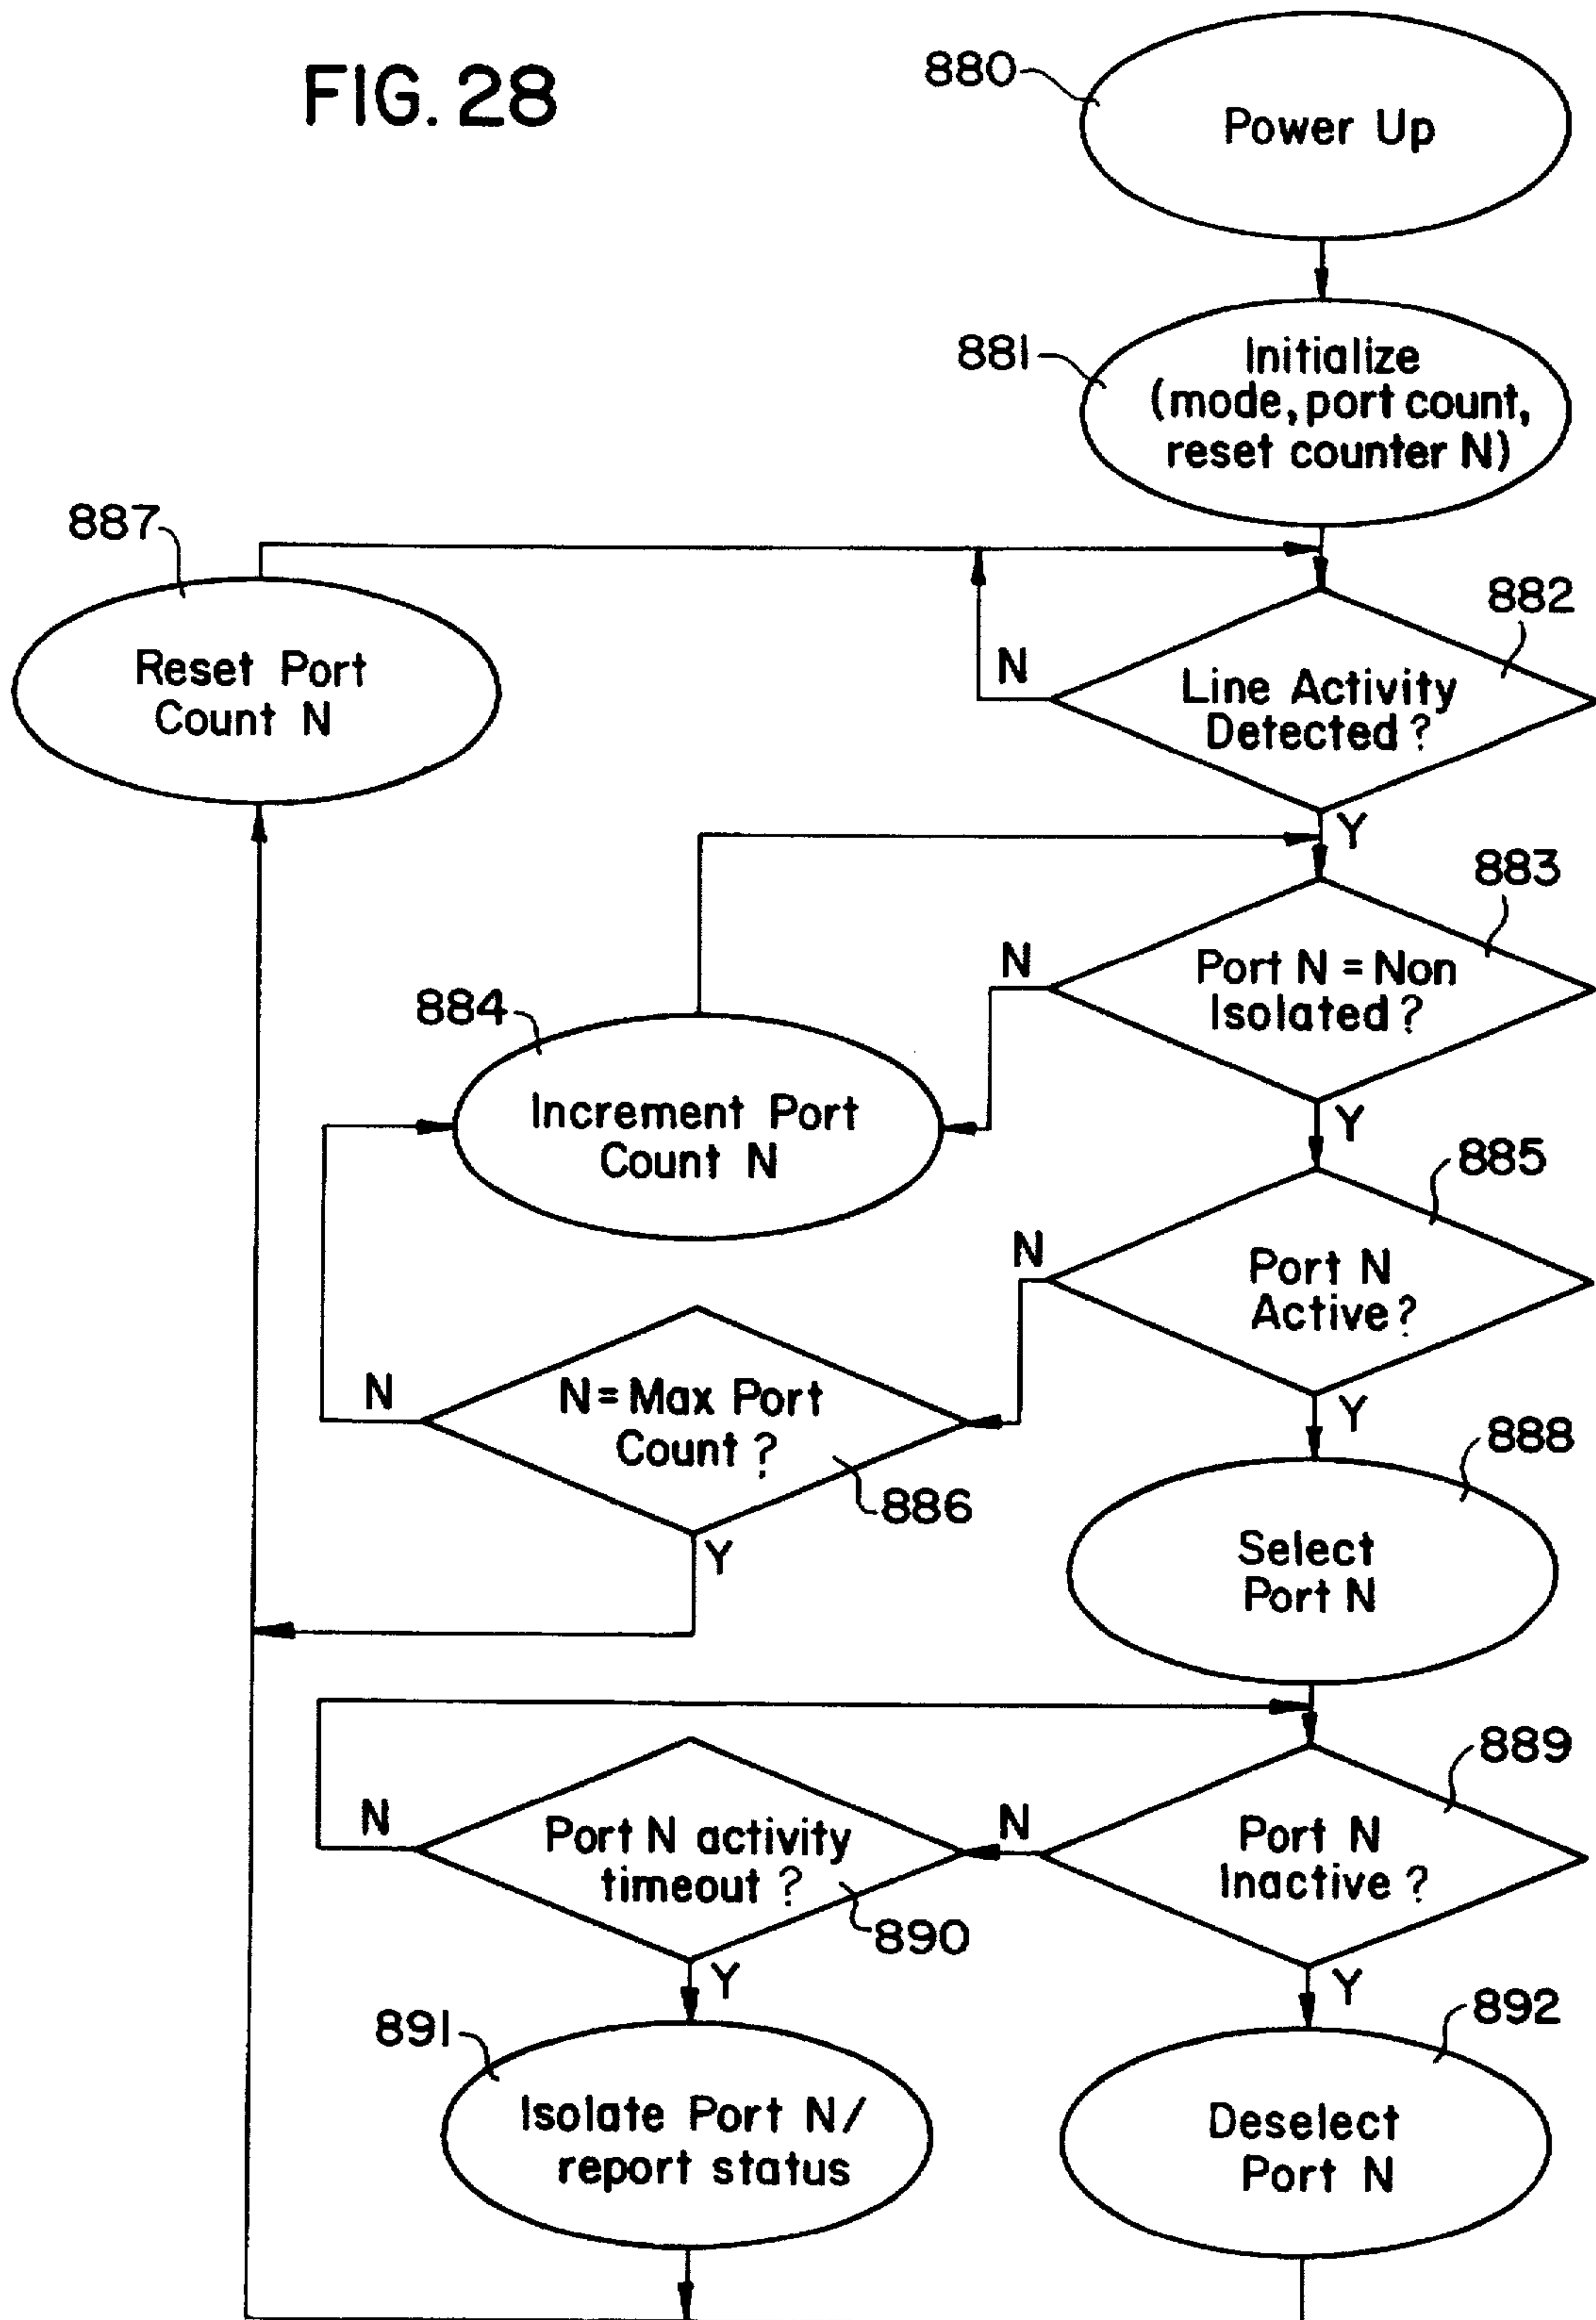 FIG. 28
880
Power Up
881
Initialize
(mode, port count,
reset counter N)
887
Reset Port
Count N
882
N
Line Activity
Detected?
Y
883
N
Port N = Non
Isolated?
884
Increment Port
Count N
Y
885
N
Port N
Active?
N
N = Max Port
Count?
886
Y
Y
888
Select
Port N
889
N
Port N activity
timeout?
890
N
Port N
Inactive?
Y
Y
891
Isolate Port N/
report status
892
Deselect
Port N